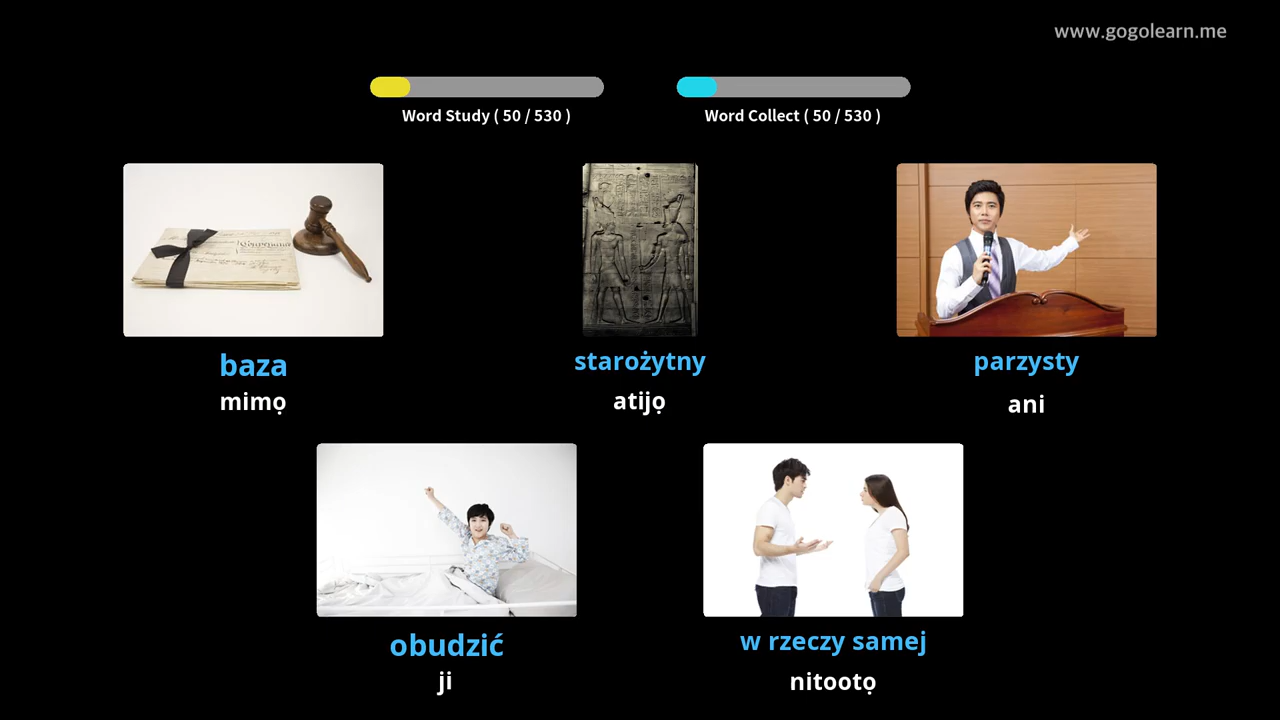 www.gogolearn.me
Word Study ( 50 / 530 )
Word Collect ( 50 / 530 )
baza
mimọ
starożytny
atijọ
parzysty
ani
obudzić
ji
w rzeczy samej
nitootọ